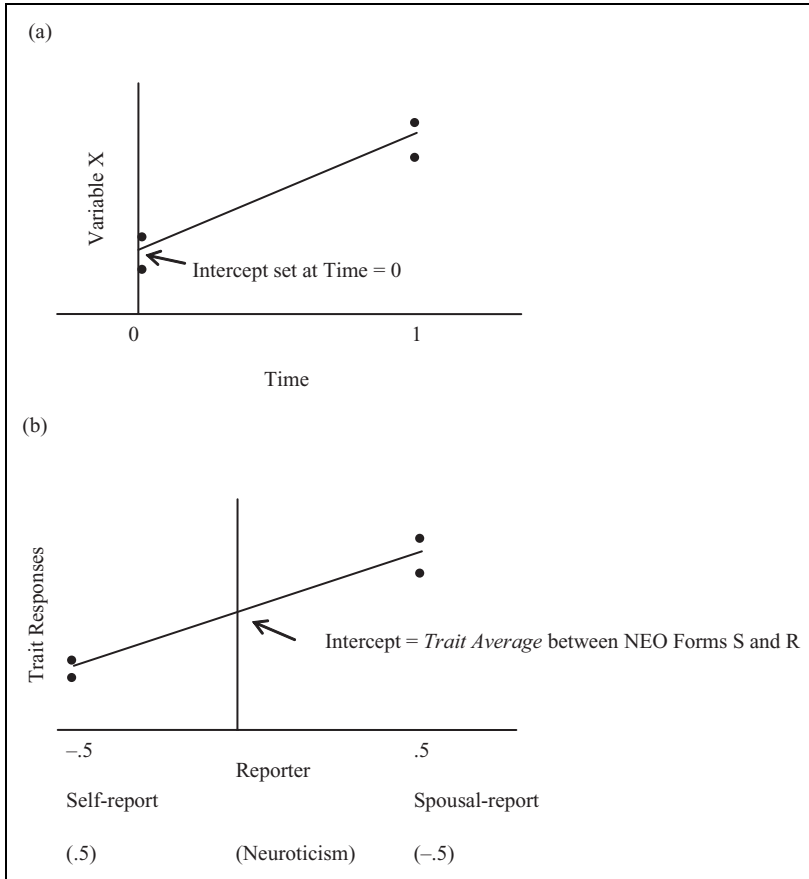 (a)
Variable X
Intercept set at Time = 0
0 1
Time
(b)
Trait Responses
Intercept = Trait Average between NEO Forms S and R
–.5 .5
Reporter
Self-report Spousal-report
(.5) (Neuroticism) (–.5)